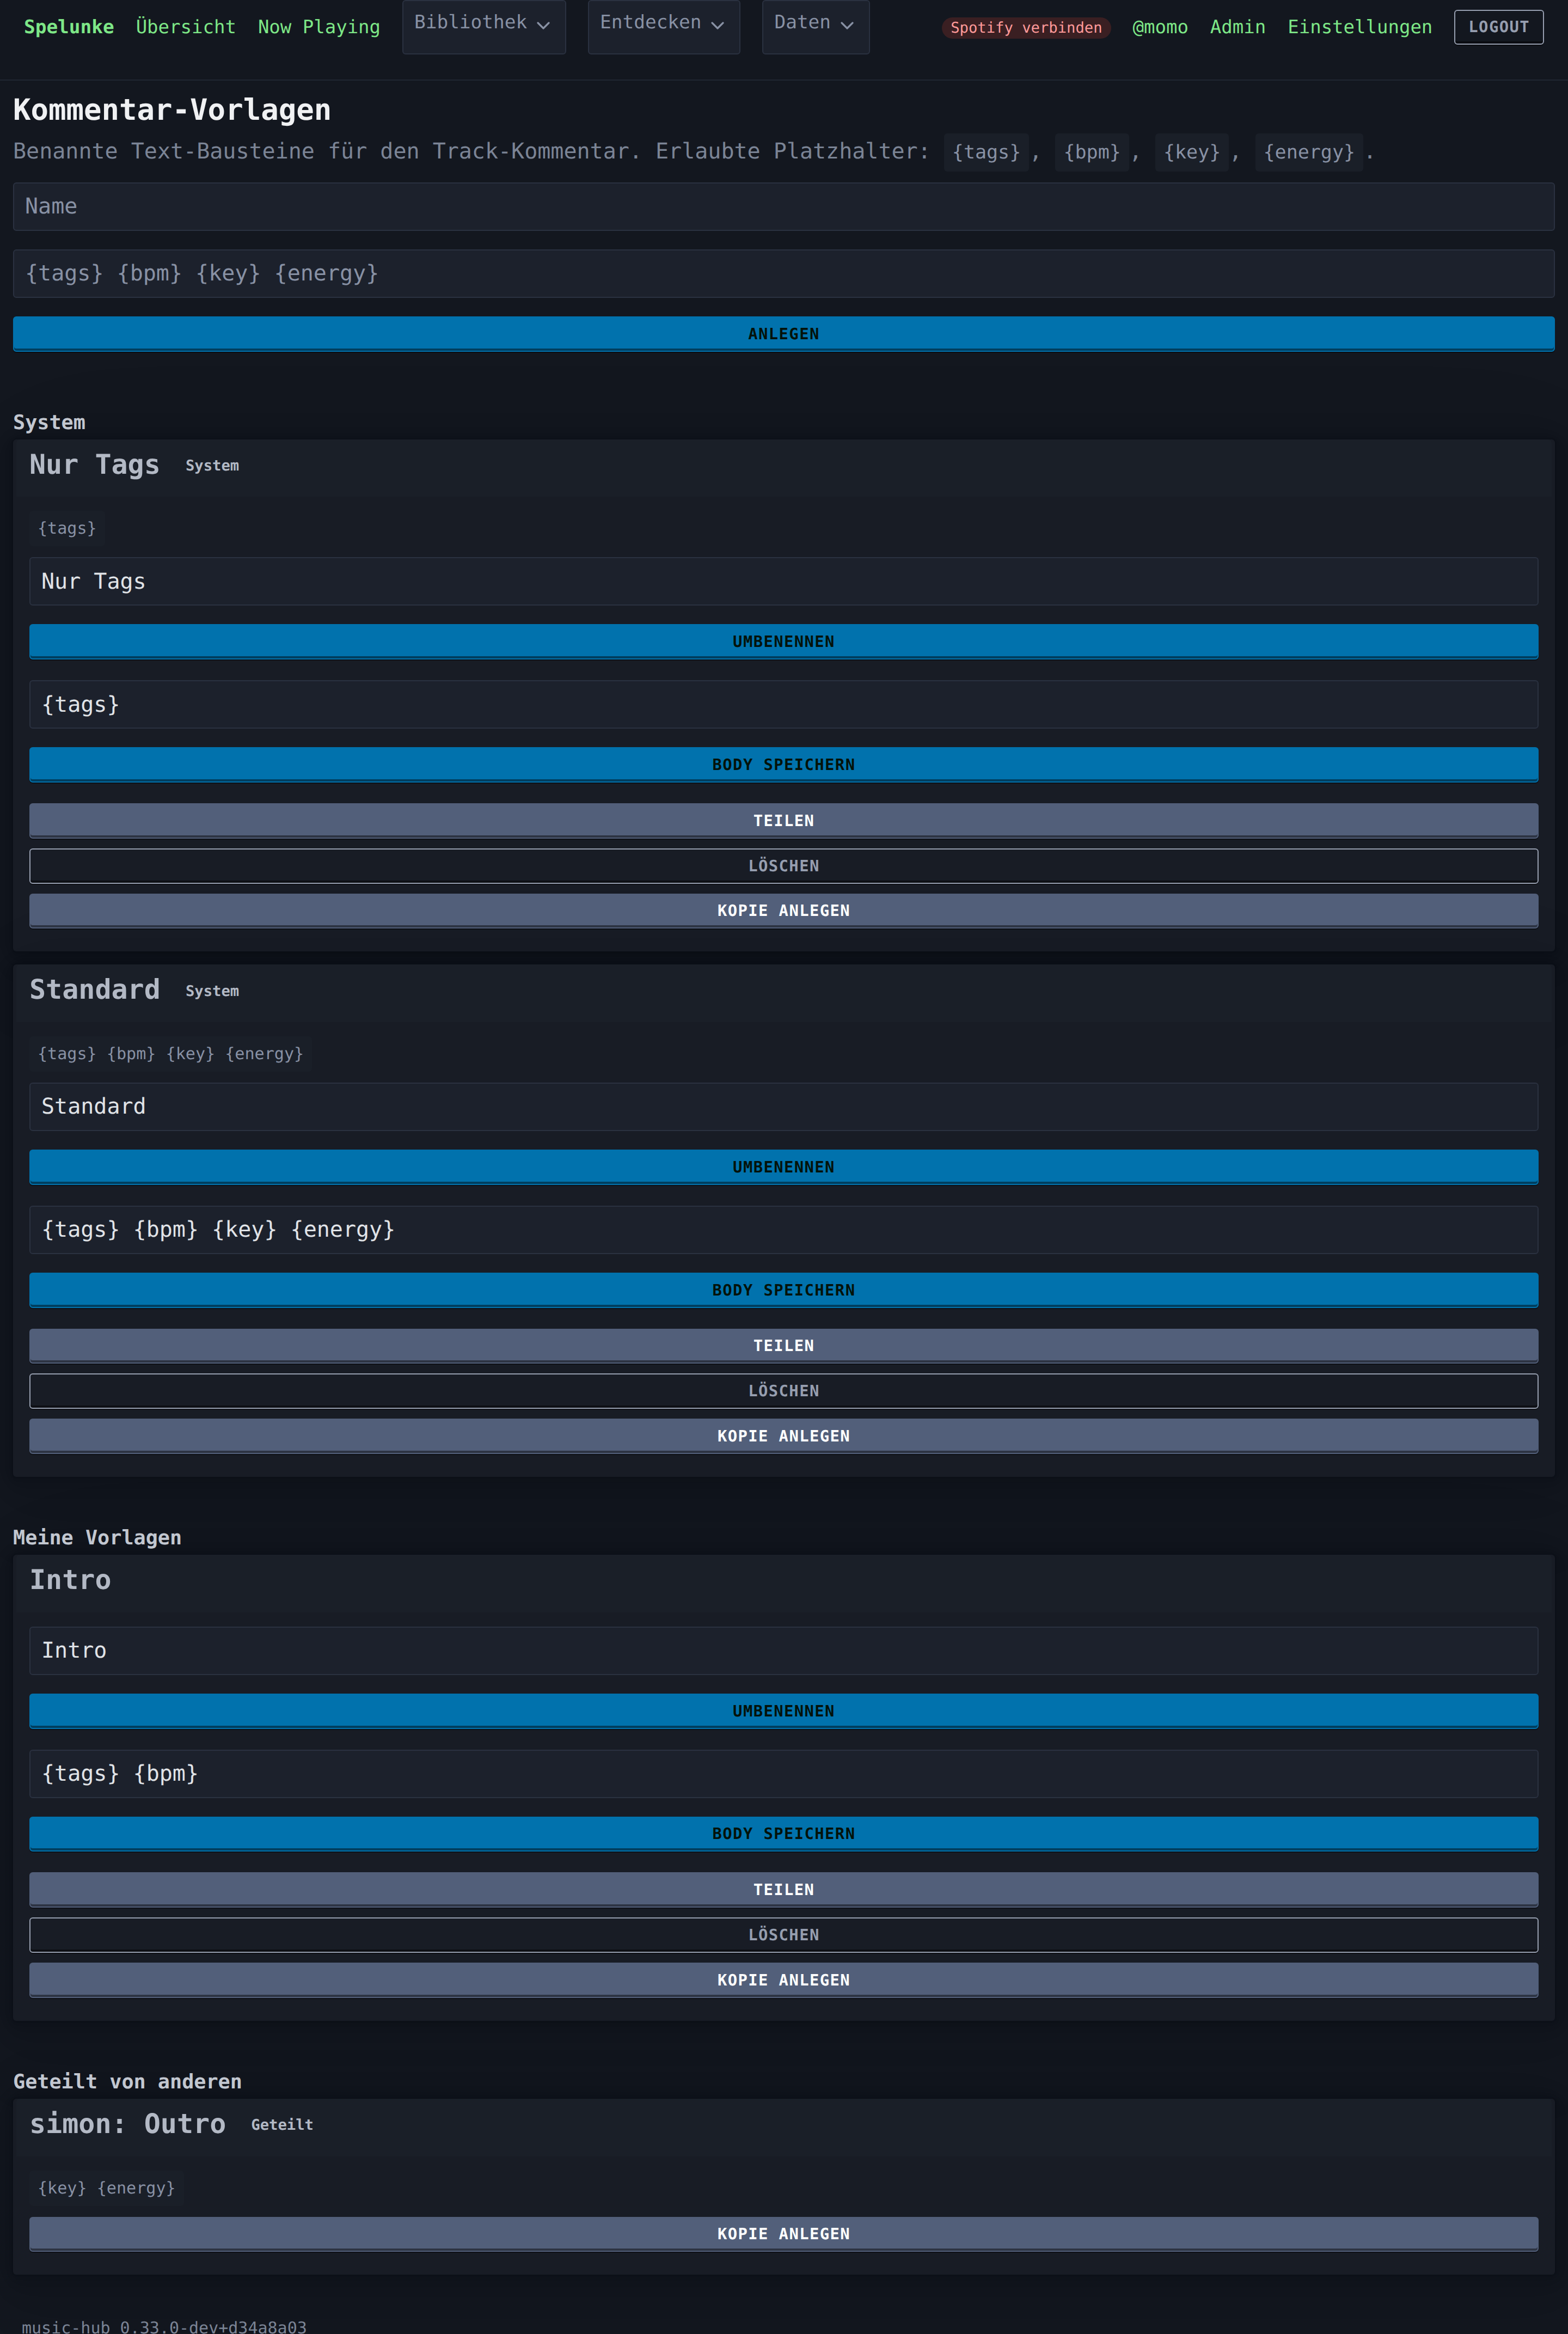 Spelunke Übersicht Now Playing Bibliothek Entdecken Daten Spotify verbinden @momo Admin Einstellungen LOGOUT
Kommentar-Vorlagen
Benannte Text-Bausteine für den Track-Kommentar. Erlaubte Platzhalter: {tags}, {bpm}, {key}, {energy}.
Name
{tags} {bpm} {key} {energy}
ANLEGEN
System
Nur Tags System
{tags}
Nur Tags
UMBENENNEN
{tags}
BODY SPEICHERN
TEILEN
LÖSCHEN
KOPIE ANLEGEN
Standard System
{tags} {bpm} {key} {energy}
Standard
UMBENENNEN
{tags} {bpm} {key} {energy}
BODY SPEICHERN
TEILEN
LÖSCHEN
KOPIE ANLEGEN
Meine Vorlagen
Intro
Intro
UMBENENNEN
{tags} {bpm}
BODY SPEICHERN
TEILEN
LÖSCHEN
KOPIE ANLEGEN
Geteilt von anderen
simon: Outro Geteilt
{key} {energy}
KOPIE ANLEGEN
music-hub 0.33.0-dev+d34a8a03